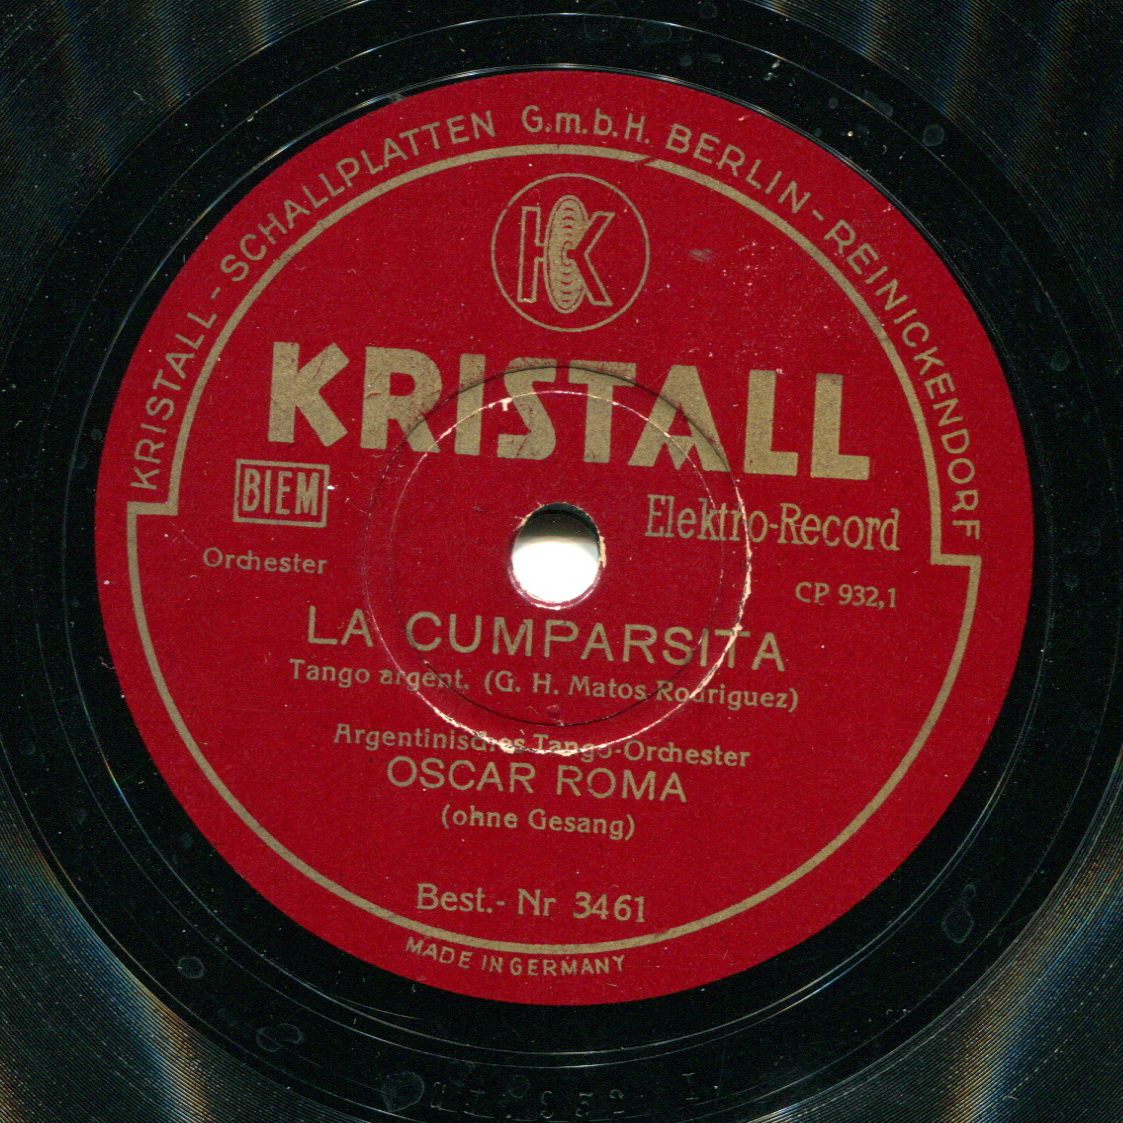 KRISTALL-SCHALLPLATTEN G.m.b.H. BERLIN-REINICKENDORF
K
KRISTALL
BIEM
Elektro-Record
Orchester
CP 932,1
LA CUMPARSITA
Tango argent. (G. H. Matos Rodriguez)
Argentinisches Tango-Orchester
OSCAR ROMA
(ohne Gesang)
Best.- Nr 3461
MADE IN GERMANY